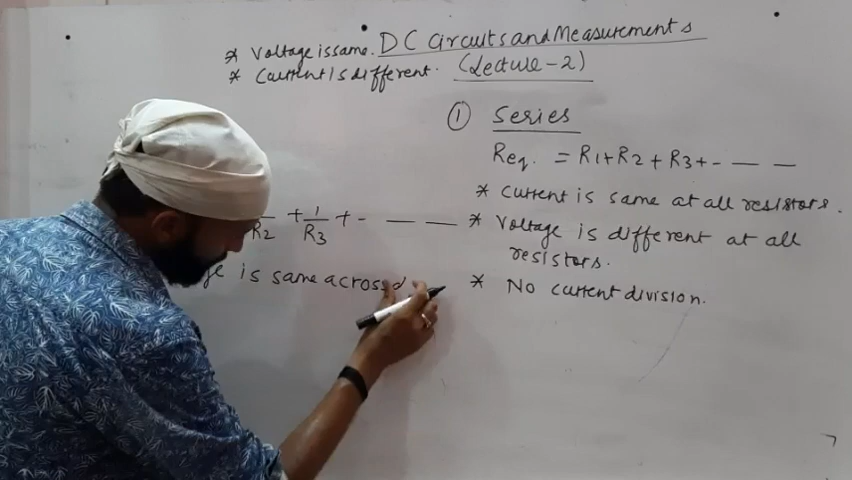 * Voltage is same. DC Circuits and Measurements
* Current is different. (Lecture-2)
① Series
Req. = R1+R2+R3+- — —
* Current is same at all resistors.
* Voltage is different at all
resistors.
* No current division.
R2 + 1/R3 + - — —
is same across